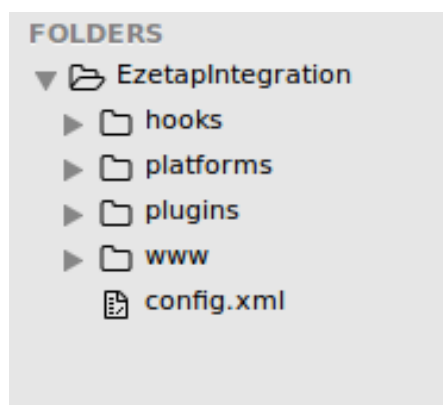 FOLDERS
EzetapIntegration
hooks
platforms
plugins
www
config.xml